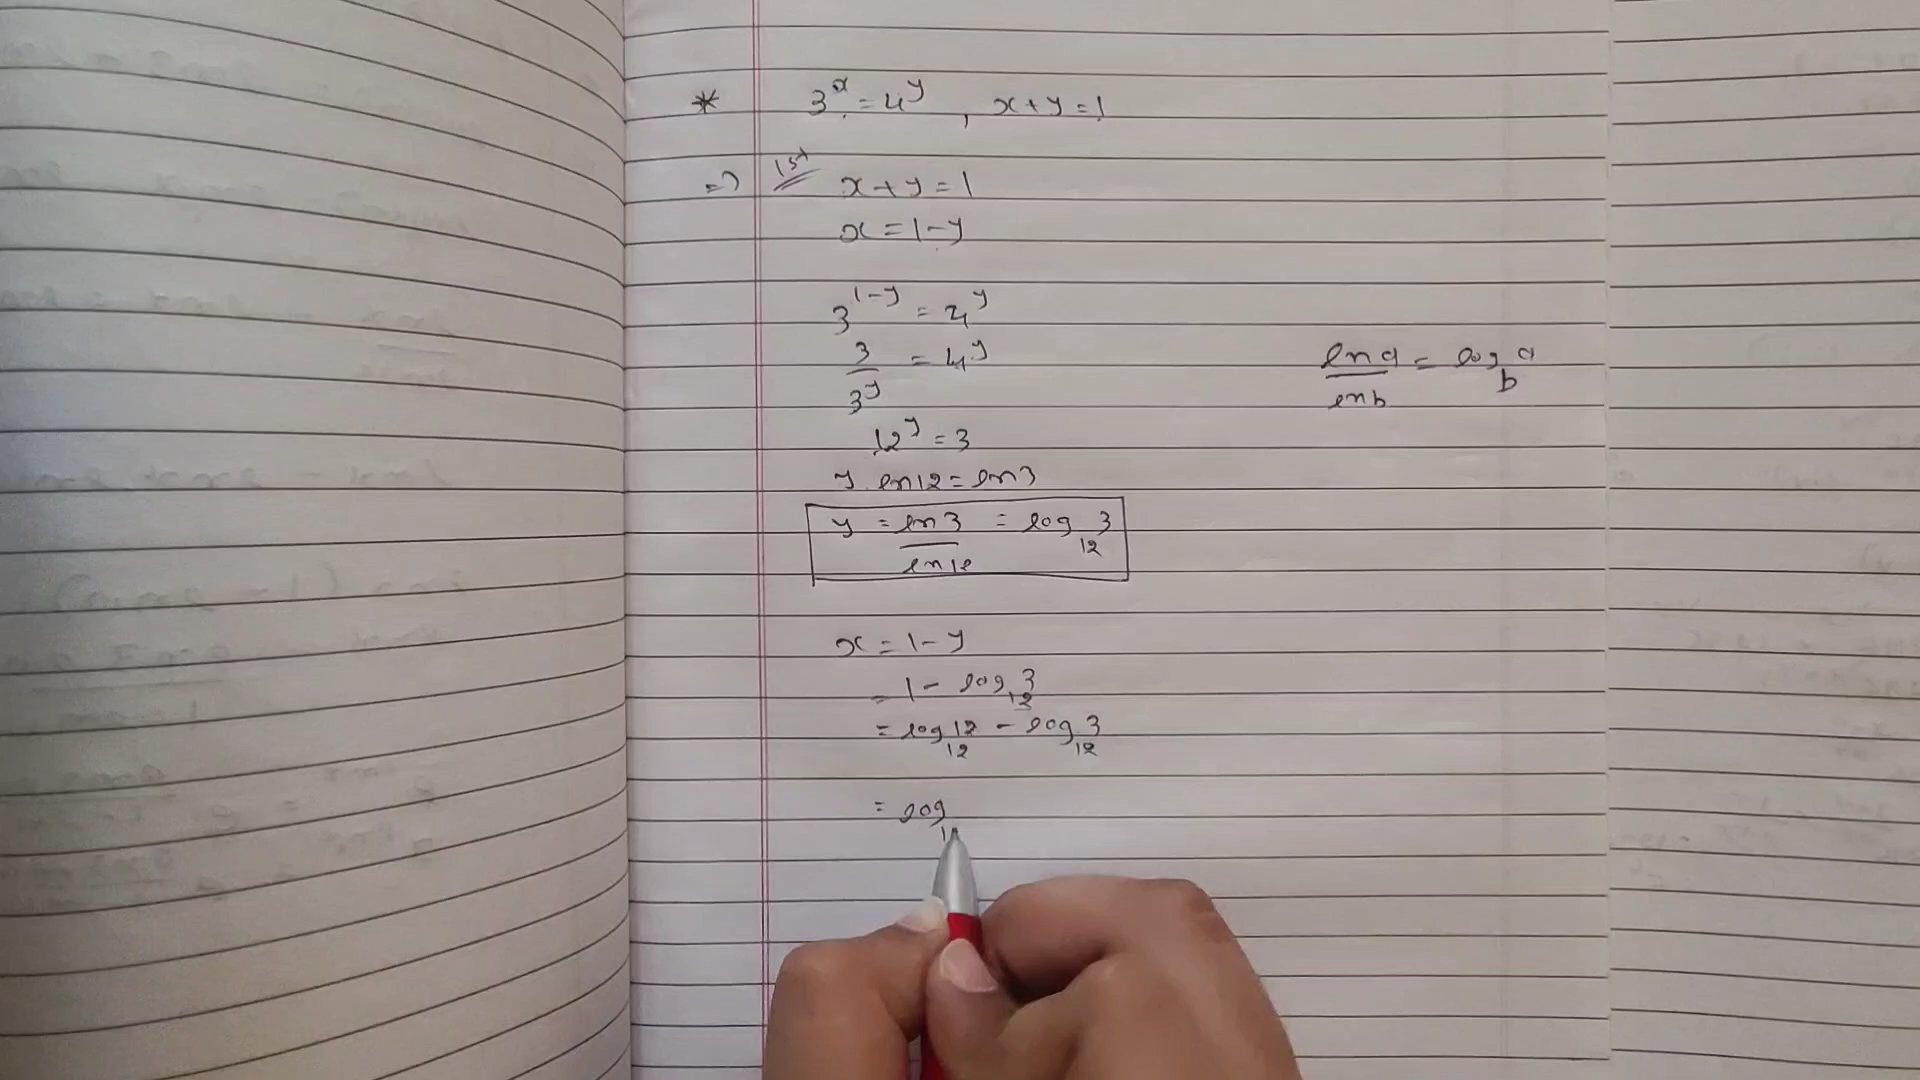 * 3^x = 4^y , x+y=1
=> 1st x+y=1
x=1-y
3^(1-y) = 4^y
3/3^y = 4^y
ln a/ln b = log_b a
12^y = 3
y ln12 = ln3
y = ln3/ln12 = log_12 3
x = 1-y
= 1 - log_12 3
= log_12 12 - log_12 3
= log